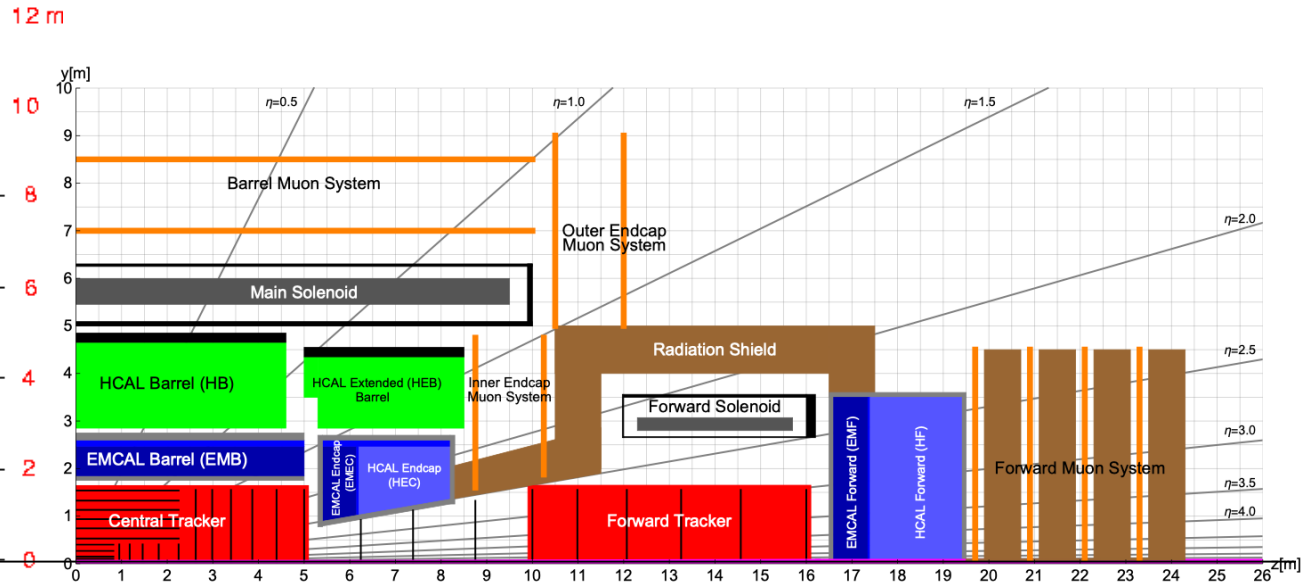 12 m
y[m]
10
10
η=0.5
η=1.0
η=1.5
9
8
8
Barrel Muon System
7
Outer Endcap
Muon System
η=2.0
6
6
Main Solenoid
5
Radiation Shield
4
4
HCAL Barrel (HB)
HCAL Extended (HEB)
Barrel
Inner Endcap
Muon System
η=2.5
3
Forward Solenoid
η=3.0
2
2
EMCAL Barrel (EMB)
EMCAL Endcap
(EMEC)
HCAL Endcap
(HEC)
EMCAL Forward (EMF)
HCAL Forward (HF)
Forward Muon System
η=3.5
1
Central Tracker
Forward Tracker
η=4.0
0
0
0 1 2 3 4 5 6 7 8 9 10 11 12 13 14 15 16 17 18 19 20 21 22 23 24 25 26
z[m]